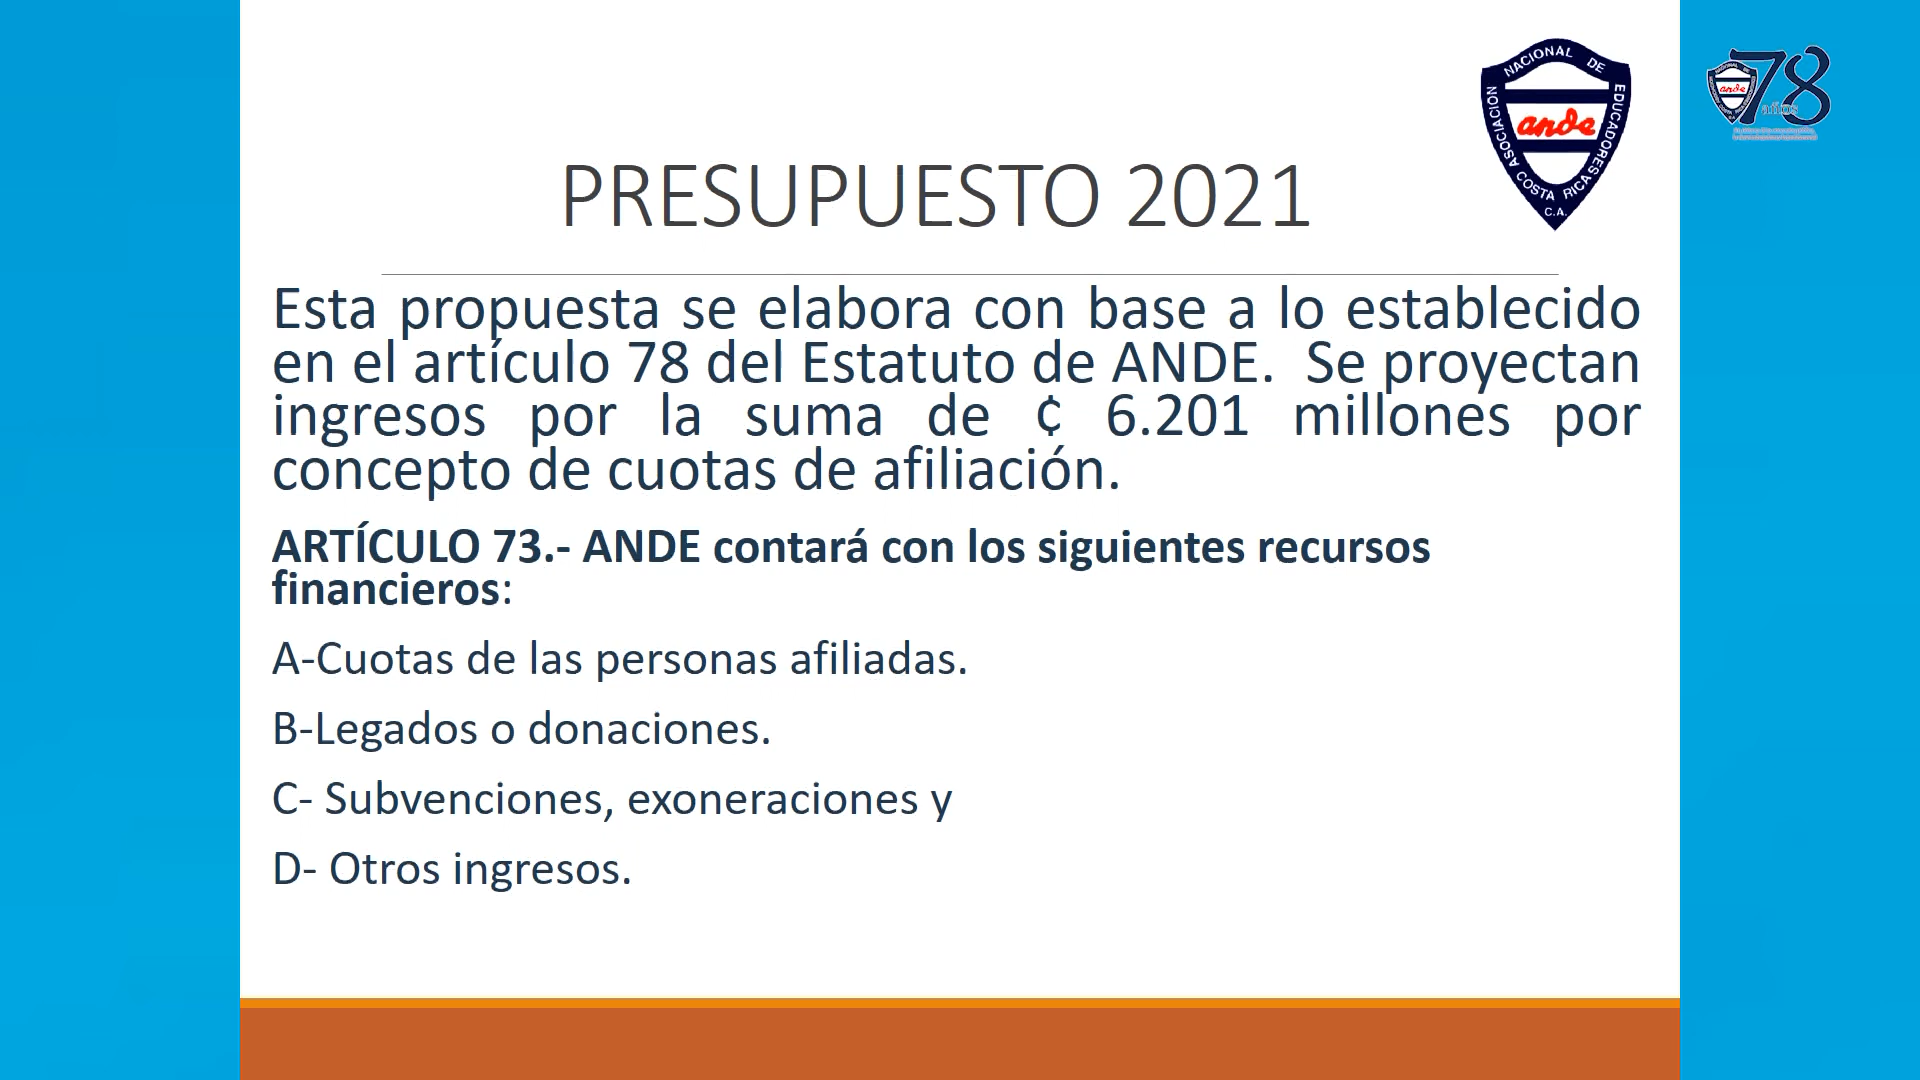 ASOCIACION NACIONAL DE EDUCADORES
ande
COSTA RICA
C.A.
78
ande
años
PRESUPUESTO 2021
Esta propuesta se elabora con base a lo establecido
en el artículo 78 del Estatuto de ANDE. Se proyectan
ingresos por la suma de ₵ 6.201 millones por
concepto de cuotas de afiliación.
ARTÍCULO 73.- ANDE contará con los siguientes recursos
financieros:
A-Cuotas de las personas afiliadas.
B-Legados o donaciones.
C- Subvenciones, exoneraciones y
D- Otros ingresos.